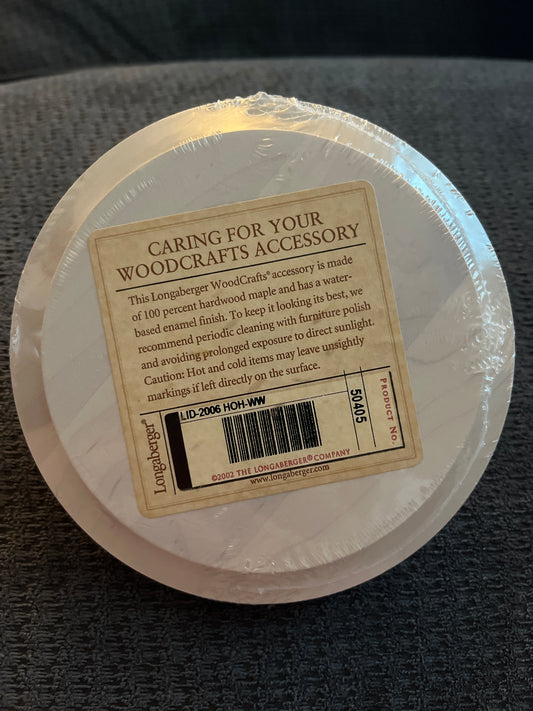 CARING FOR YOUR
WOODCRAFTS ACCESSORY
This Longaberger WoodCrafts® accessory is made
of 100 percent hardwood maple and has a water-
based enamel finish. To keep it looking its best, we
recommend periodic cleaning with furniture polish
and avoiding prolonged exposure to direct sunlight.
Caution: Hot and cold items may leave unsightly
markings if left directly on the surface.
Longaberger®
LID-2006 HOH-WW
50405
PRODUCT NO.
©2002 THE LONGABERGER® COMPANY
www.longaberger.com